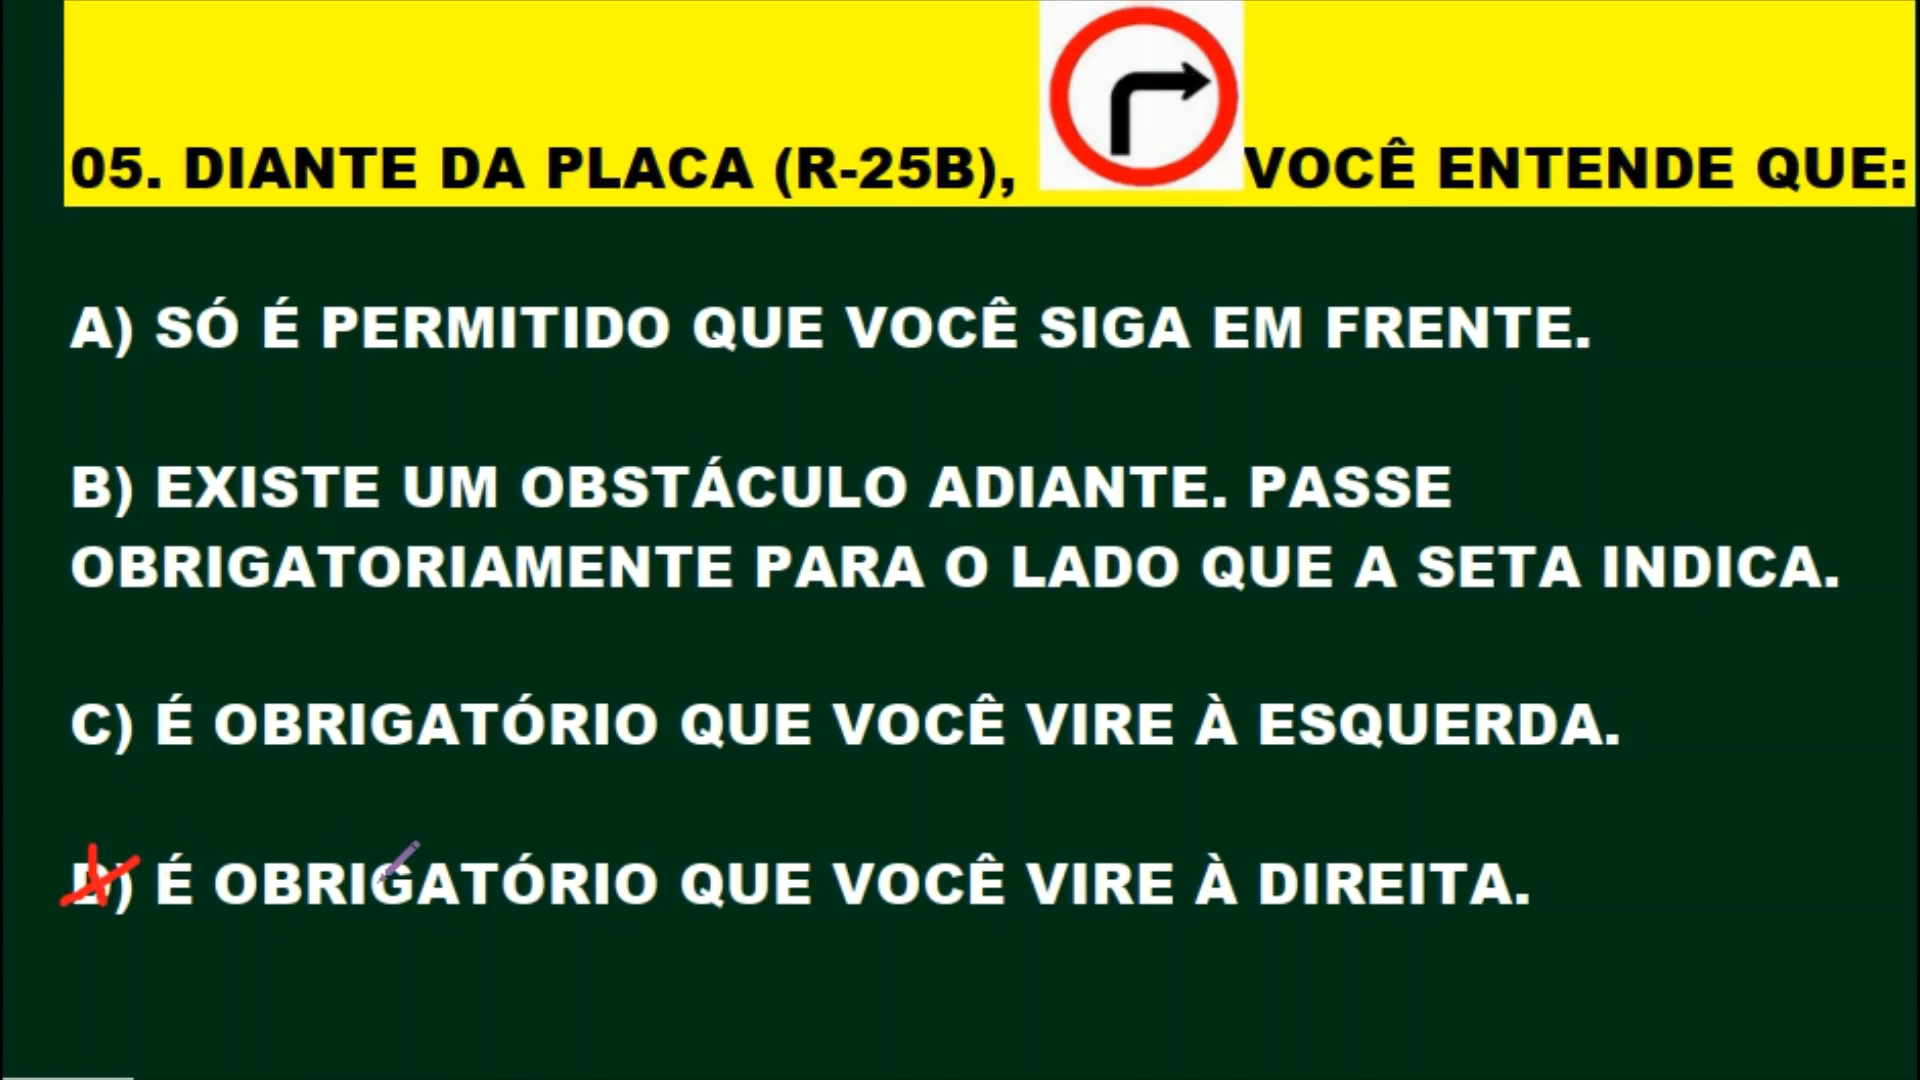 05. DIANTE DA PLACA (R-25B), VOCÊ ENTENDE QUE:
A) SÓ É PERMITIDO QUE VOCÊ SIGA EM FRENTE.
B) EXISTE UM OBSTÁCULO ADIANTE. PASSE
OBRIGATORIAMENTE PARA O LADO QUE A SETA INDICA.
C) É OBRIGATÓRIO QUE VOCÊ VIRE À ESQUERDA.
D) É OBRIGATÓRIO QUE VOCÊ VIRE À DIREITA.